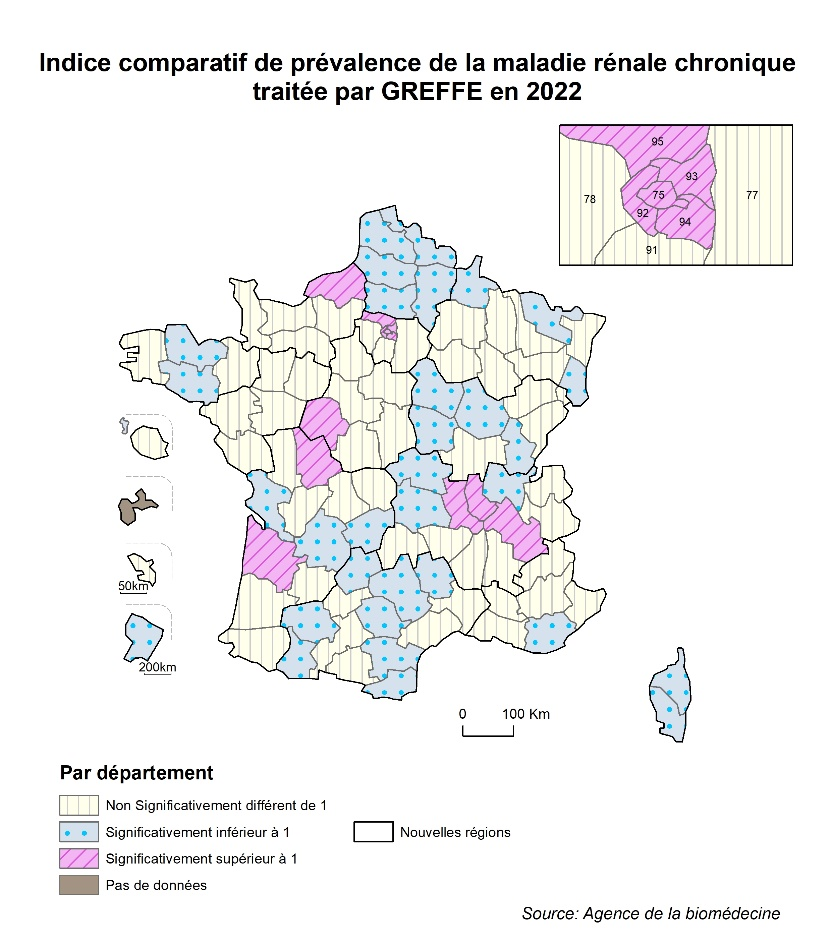 Indice comparatif de prévalence de la maladie rénale chronique
traitée par GREFFE en 2022
95
93
78
75
77
92
94
91
50km
200km
0 100 Km
Par département
Non Significativement différent de 1
Significativement inférieur à 1
Nouvelles régions
Significativement supérieur à 1
Pas de données
Source: Agence de la biomédecine